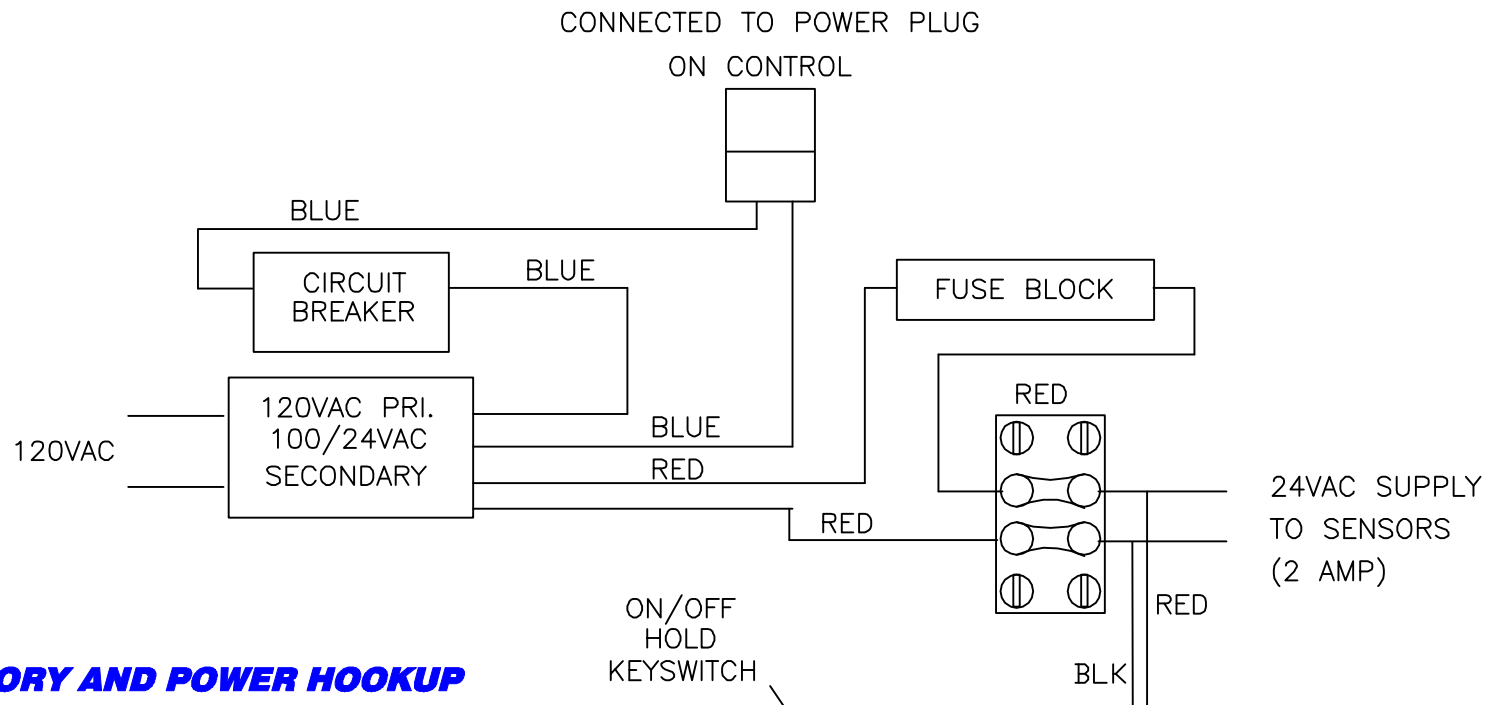 CONNECTED TO POWER PLUG
ON CONTROL
BLUE
CIRCUIT
BREAKER
BLUE
FUSE BLOCK
120VAC
120VAC PRI.
100/24VAC
SECONDARY
BLUE
RED
RED
RED
24VAC SUPPLY
TO SENSORS
(2 AMP)
RED
BLK
ON/OFF
HOLD
KEYSWITCH
ORY AND POWER HOOKUP